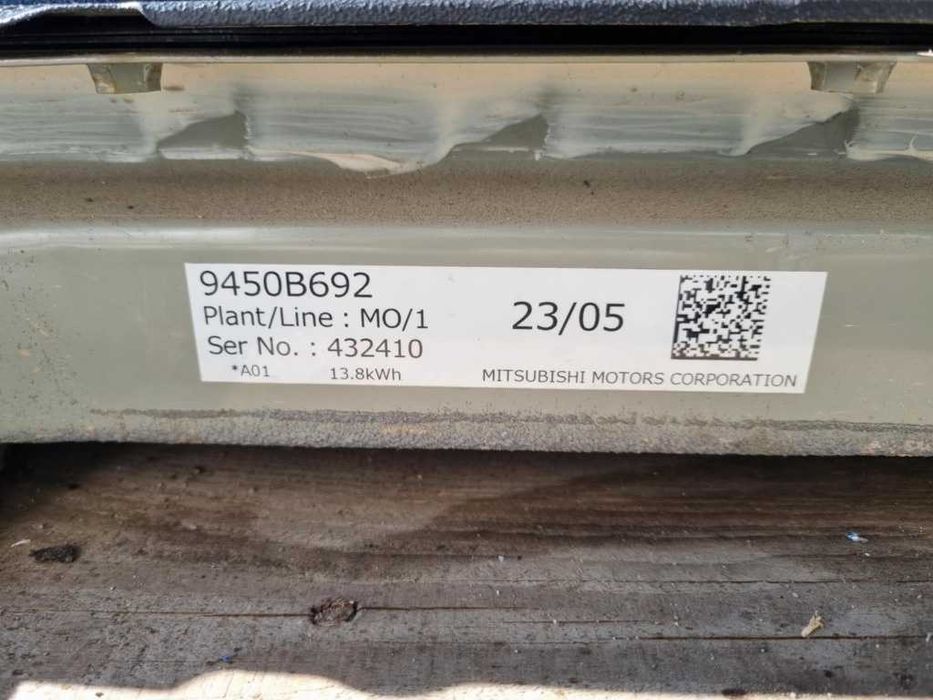 9450B692
Plant/Line : MO/1
23/05
Ser No. : 432410
*A01 13.8kWh
MITSUBISHI MOTORS CORPORATION